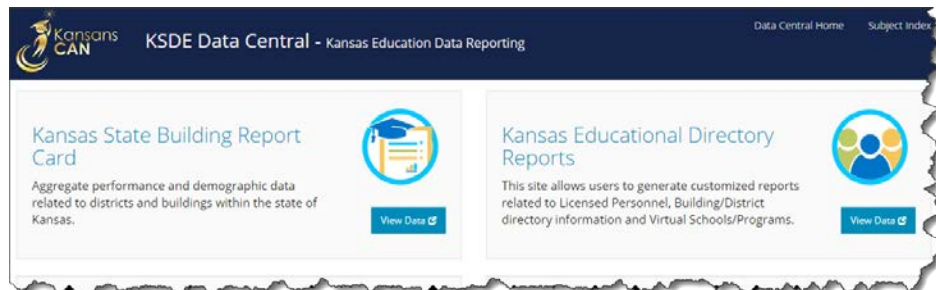 Kansans
CAN
KSDE Data Central - Kansas Education Data Reporting
Data Central Home
Subject Index
Kansas State Building Report
Card
Aggregate performance and demographic data
related to districts and buildings within the state of
Kansas.
View Data
Kansas Educational Directory
Reports
This site allows users to generate customized reports
related to Licensed Personnel, Building/District
directory information and Virtual Schools/Programs.
View Data